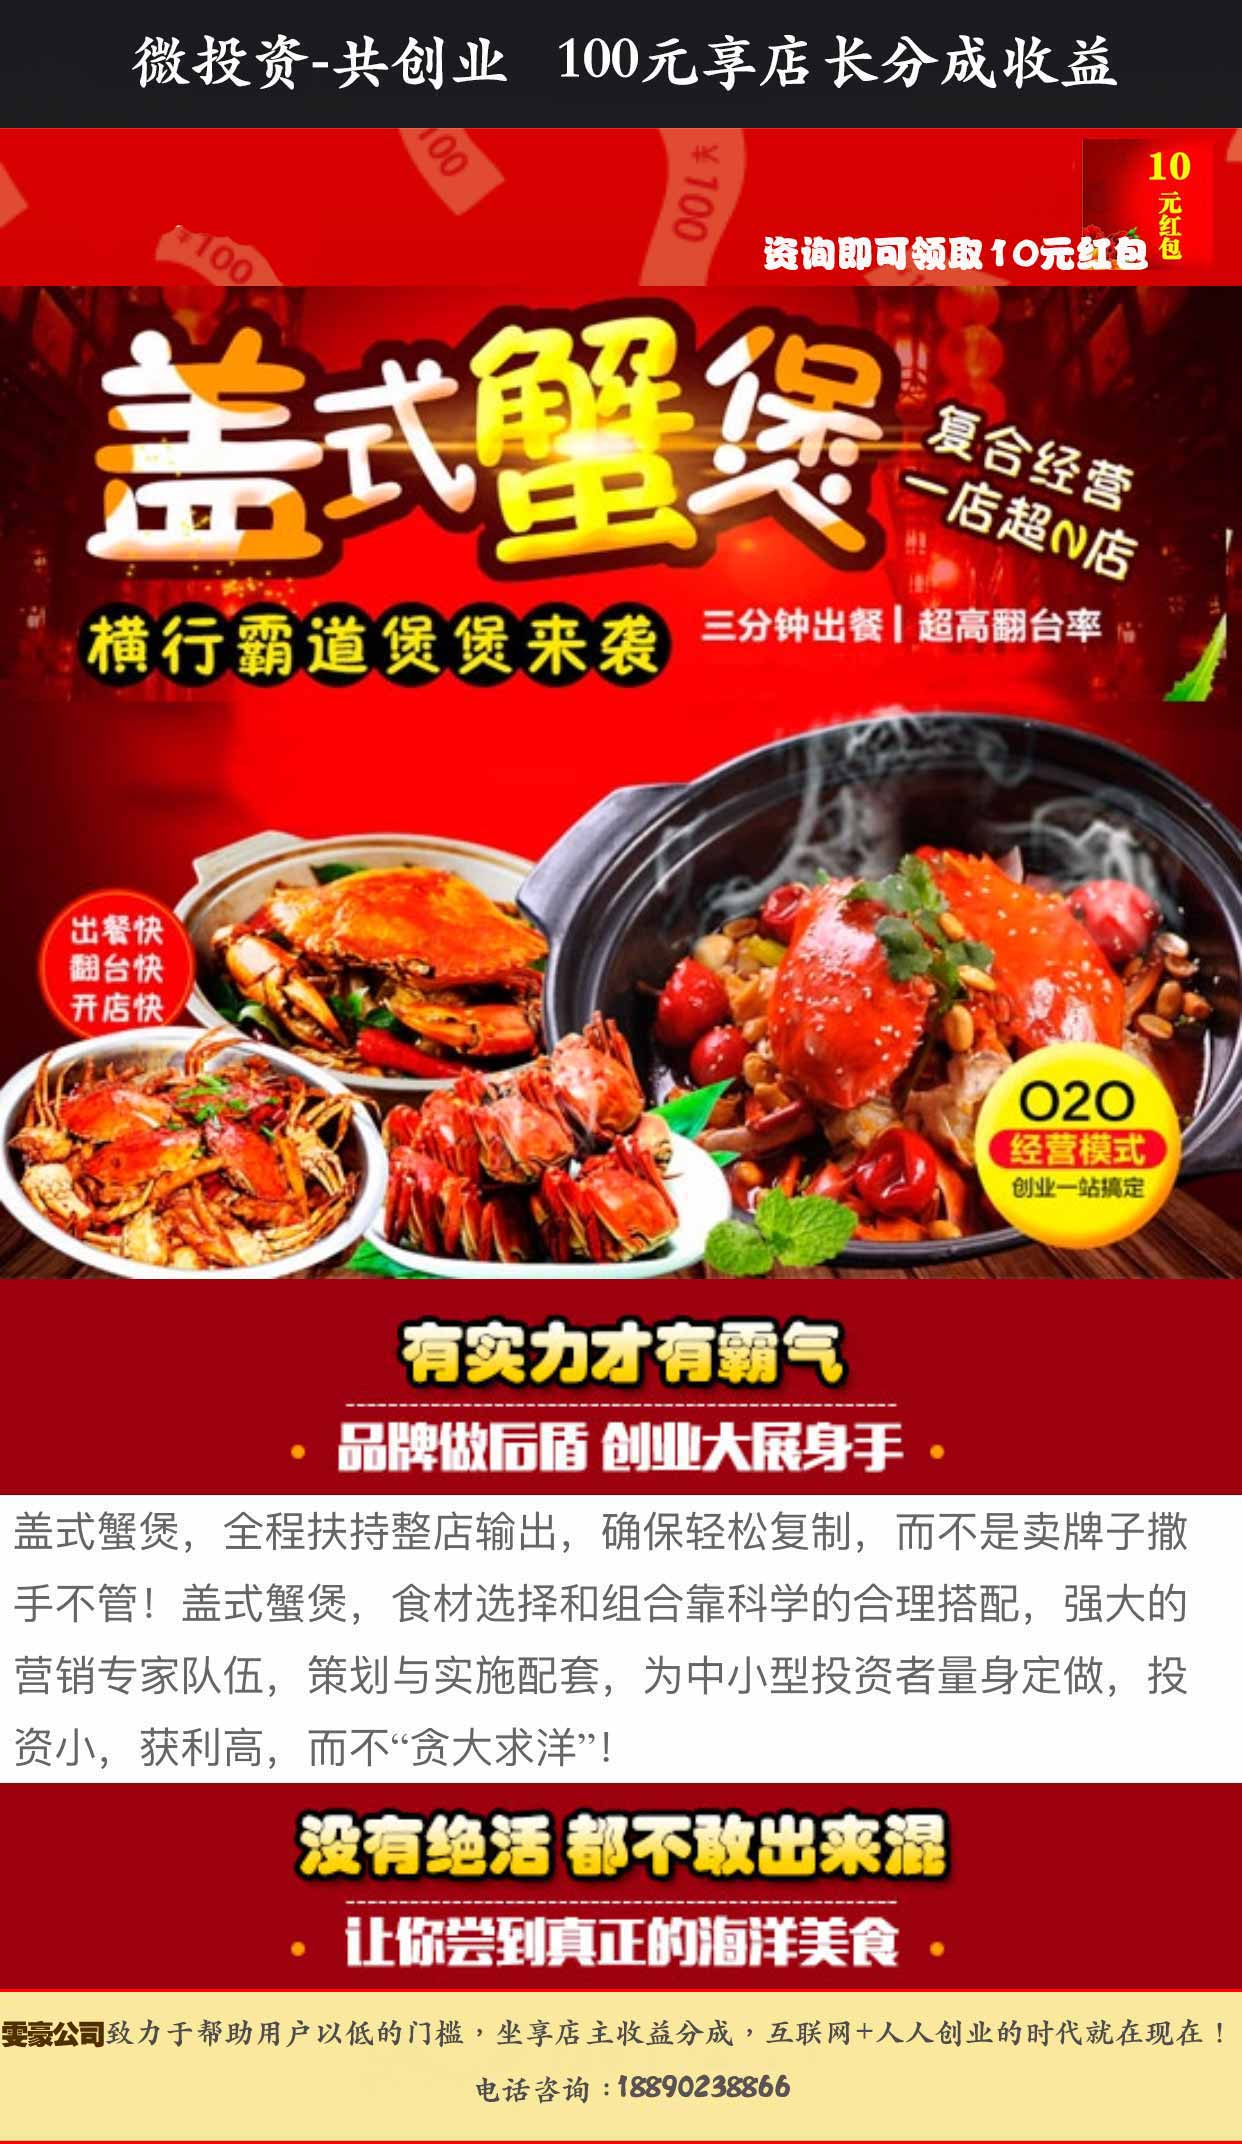 微投资-共创业 100元享店长分成收益
100
100元
¥100
10
元
红
包
资询即可领取10元红包
盖式蟹煲
复合经营
一店超N店
横行霸道煲煲来袭
三分钟出餐 | 超高翻台率
出餐快
翻台快
开店快
O2O
经营模式
创业一站搞定
有实力才有霸气
品牌做后盾 创业大展身手
盖式蟹煲，全程扶持整店输出，确保轻松复制，而不是卖牌子撒
手不管！盖式蟹煲，食材选择和组合靠科学的合理搭配，强大的
营销专家队伍，策划与实施配套，为中小型投资者量身定做，投
资小，获利高，而不“贪大求洋”！
没有绝活 都不敢出来混
让你尝到真正的海洋美食
雯豪公司致力于帮助用户以低的门槛，坐享店主收益分成，互联网+人人创业的时代就在现在！
电话咨询：18890238866